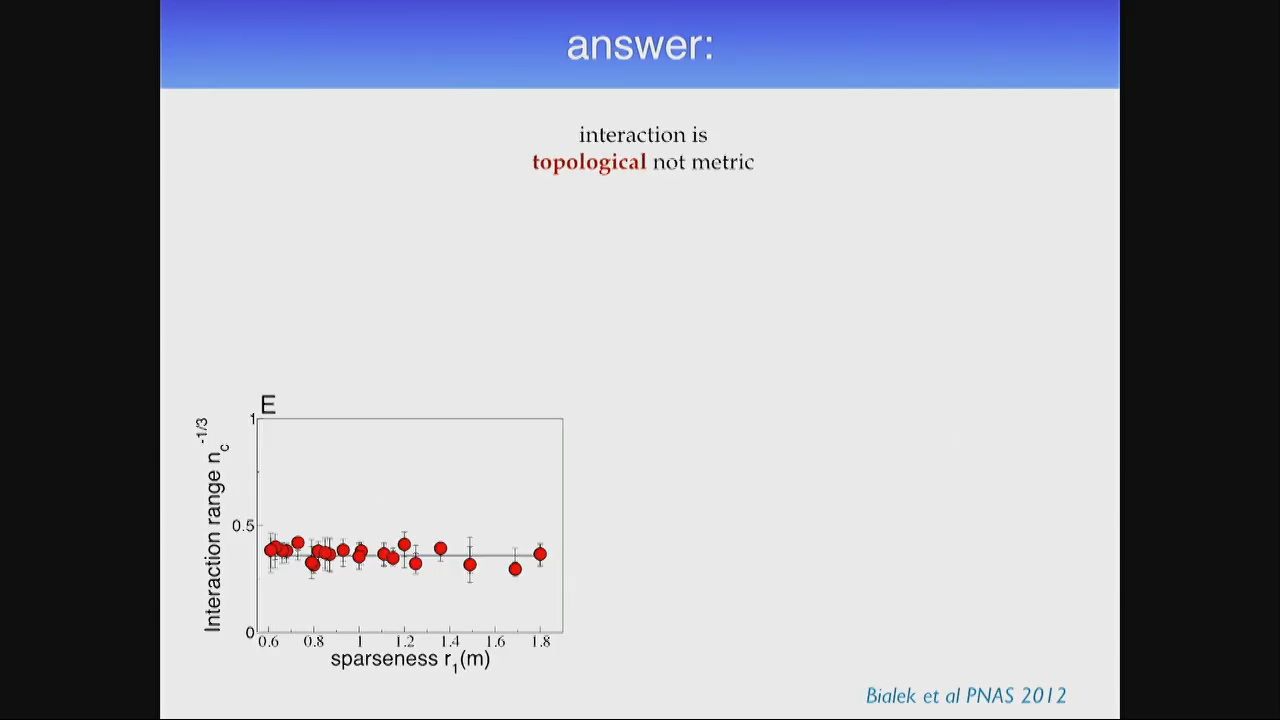 answer:
interaction is
topological not metric
E
Interaction range n_c^-1/3
1
0.5
0
0.6 0.8 1 1.2 1.4 1.6 1.8
sparseness r_1(m)
Bialek et al PNAS 2012